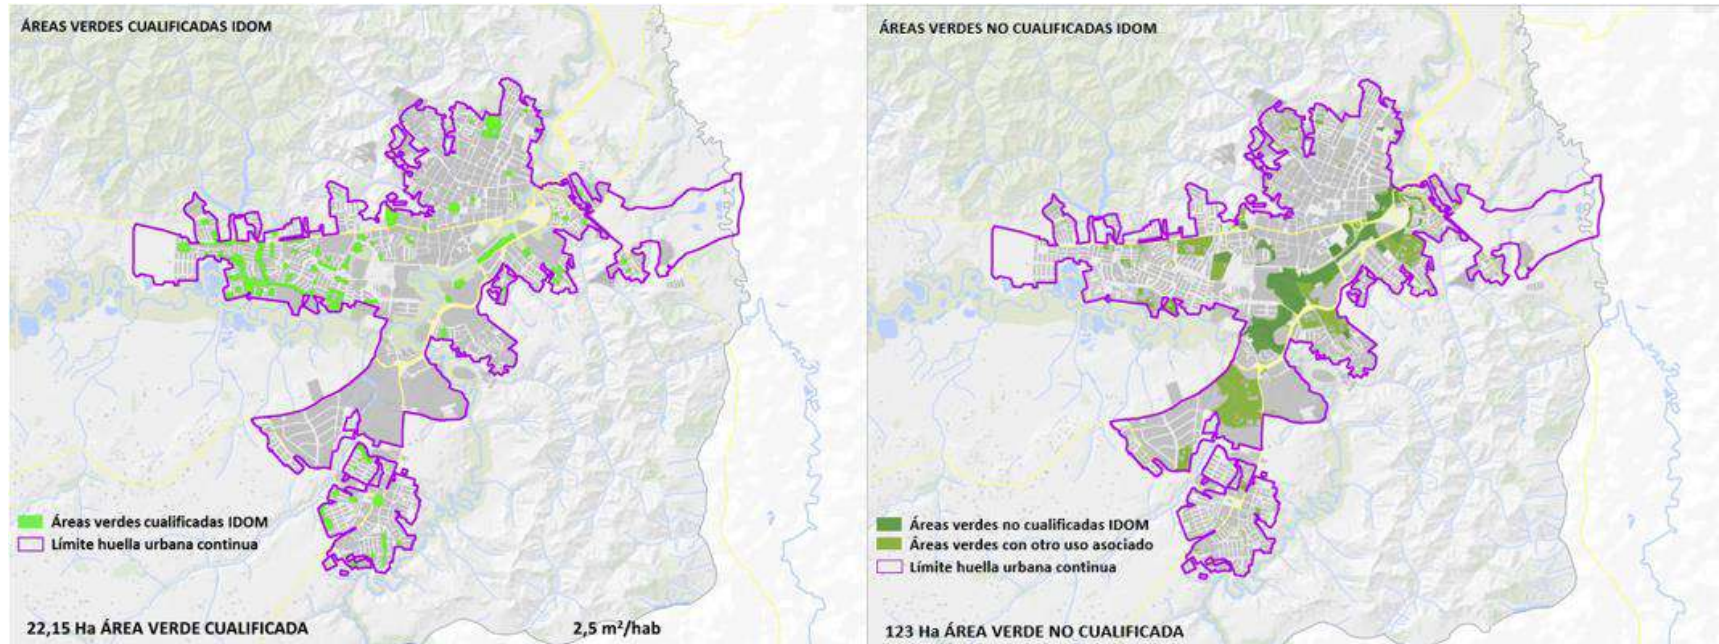 ÁREAS VERDES CUALIFICADAS IDOM
Áreas verdes cualificadas IDOM
Límite huella urbana continua
22,15 Ha ÁREA VERDE CUALIFICADA
2,5 m²/hab
ÁREAS VERDES NO CUALIFICADAS IDOM
Áreas verdes no cualificadas IDOM
Áreas verdes con otro uso asociado
Límite huella urbana continua
123 Ha ÁREA VERDE NO CUALIFICADA